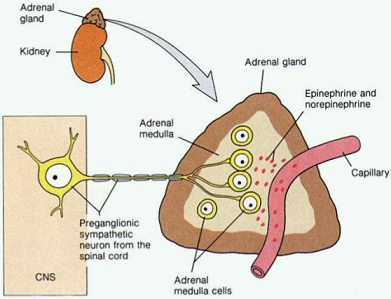 Adrenal
gland
Kidney
Adrenal gland
Epinephrine and
norepinephrine
Adrenal
medulla
Capillary
Preganglionic
sympathetic
neuron from the
spinal cord
CNS
Adrenal
medulla cells